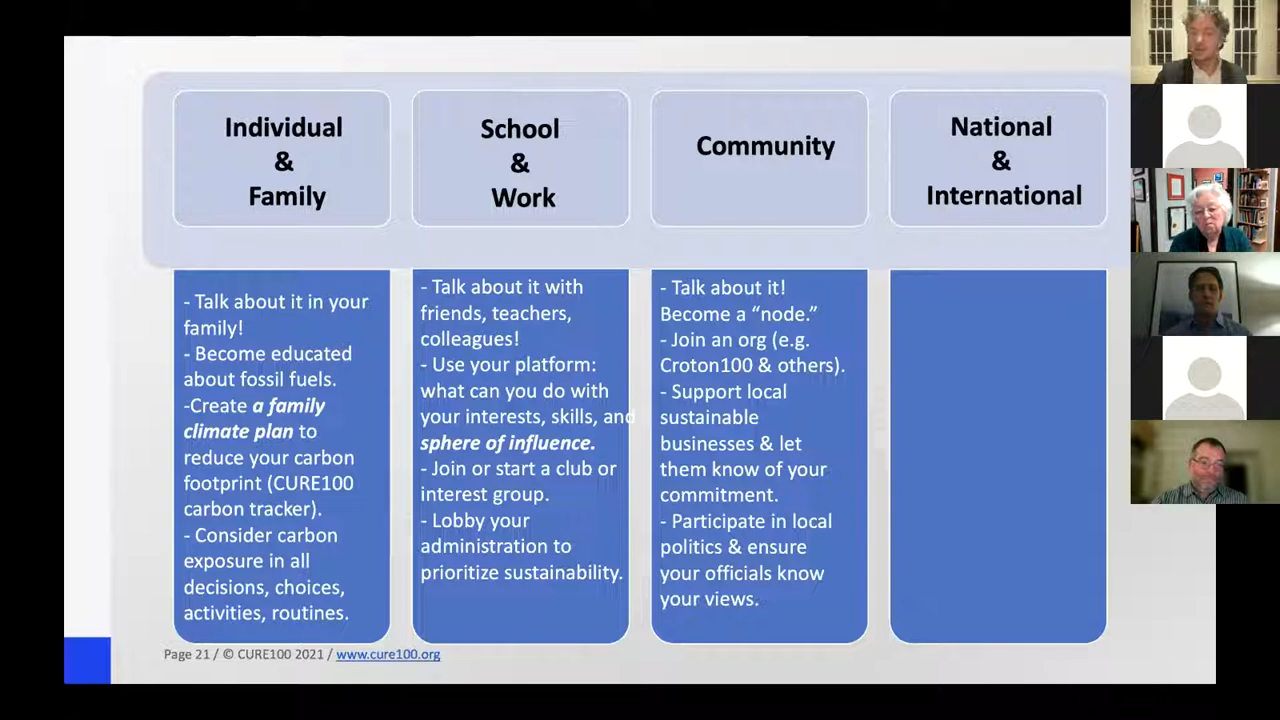 Individual
&
Family
School
&
Work
Community
National
&
International
- Talk about it in your
family!
- Become educated
about fossil fuels.
-Create a family
climate plan to
reduce your carbon
footprint (CURE100
carbon tracker).
- Consider carbon
exposure in all
decisions, choices,
activities, routines.
- Talk about it with
friends, teachers,
colleagues!
- Use your platform:
what can you do with
your interests, skills, and
sphere of influence.
- Join or start a club or
interest group.
- Lobby your
administration to
prioritize sustainability.
- Talk about it!
Become a “node.”
- Join an org (e.g.
Croton100 & others).
- Support local
sustainable
businesses & let
them know of your
commitment.
- Participate in local
politics & ensure
your officials know
your views.
Page 21 / © CURE100 2021 / www.cure100.org